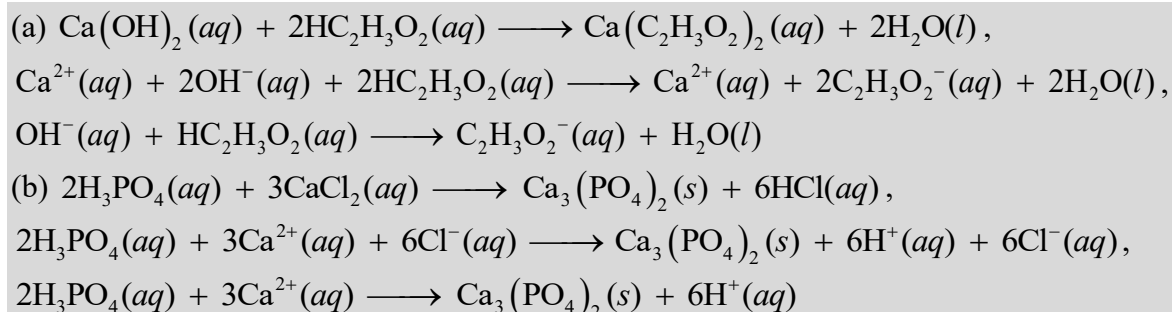 (a) Ca(OH)₂(aq) + 2HC₂H₃O₂(aq) ⟶ Ca(C₂H₃O₂)₂(aq) + 2H₂O(l),
Ca²⁺(aq) + 2OH⁻(aq) + 2HC₂H₃O₂(aq) ⟶ Ca²⁺(aq) + 2C₂H₃O₂⁻(aq) + 2H₂O(l),
OH⁻(aq) + HC₂H₃O₂(aq) ⟶ C₂H₃O₂⁻(aq) + H₂O(l)
(b) 2H₃PO₄(aq) + 3CaCl₂(aq) ⟶ Ca₃(PO₄)₂(s) + 6HCl(aq),
2H₃PO₄(aq) + 3Ca²⁺(aq) + 6Cl⁻(aq) ⟶ Ca₃(PO₄)₂(s) + 6H⁺(aq) + 6Cl⁻(aq),
2H₃PO₄(aq) + 3Ca²⁺(aq) ⟶ Ca₃(PO₄)₂(s) + 6H⁺(aq)